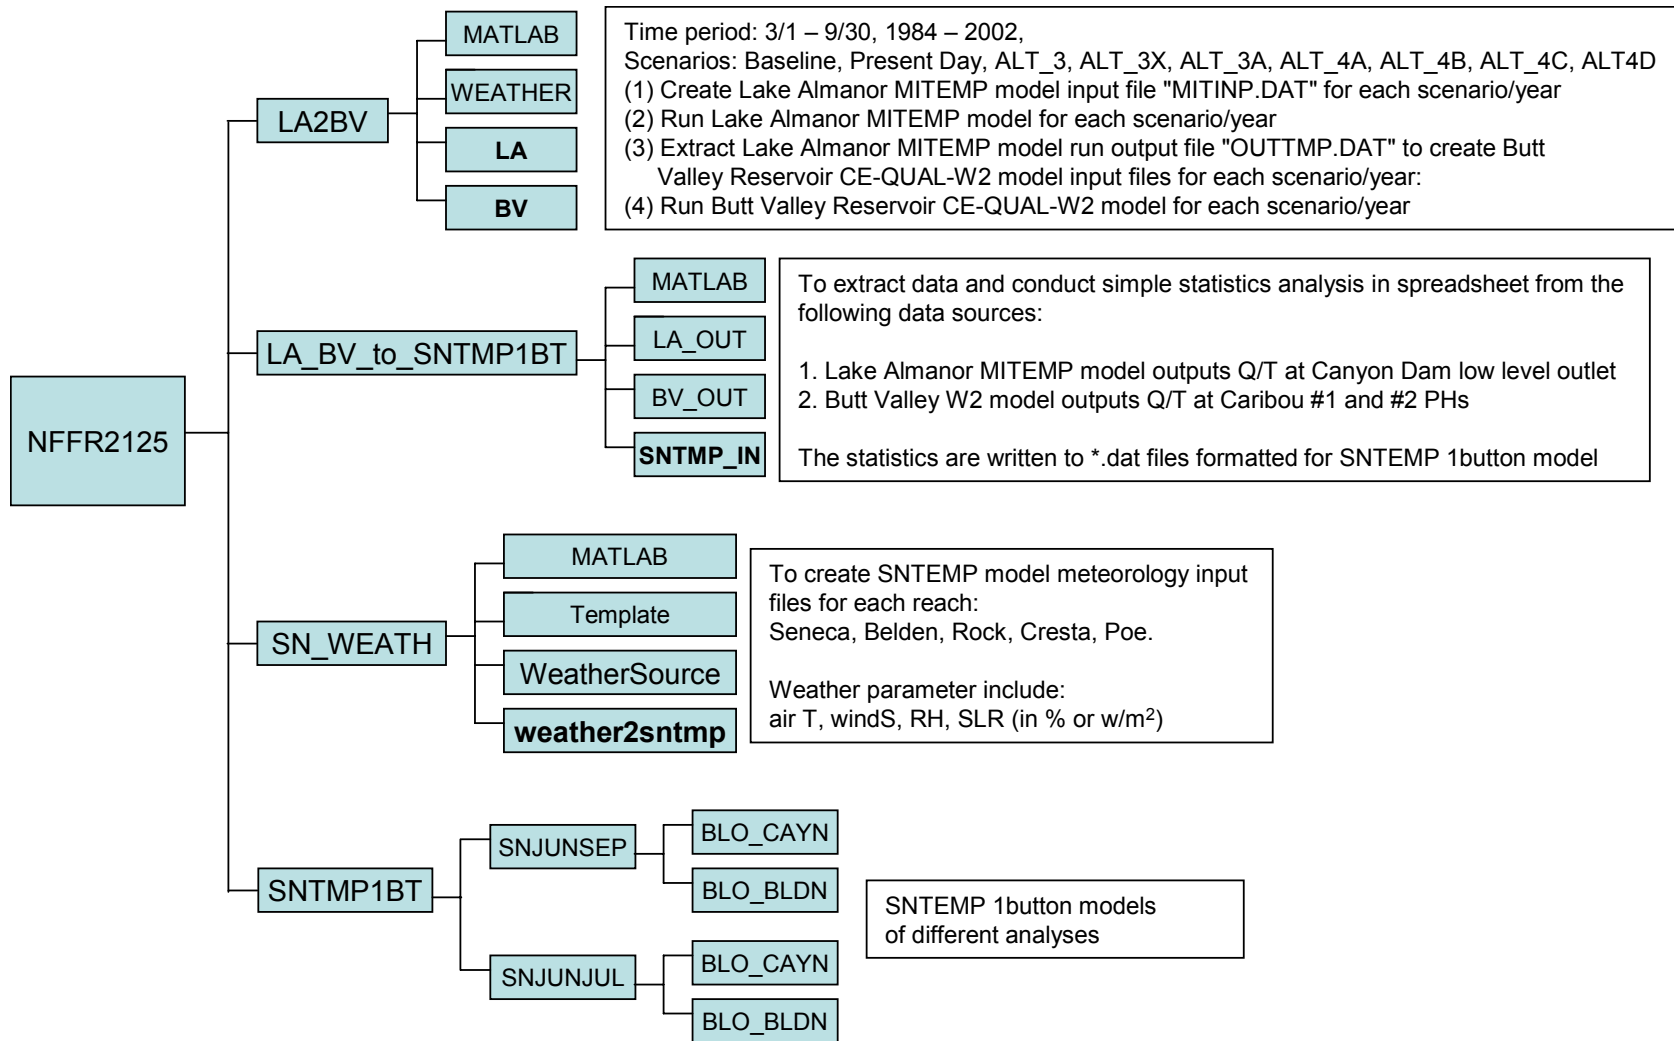 NFFR2125
LA2BV
MATLAB
WEATHER
LA
BV
Time period: 3/1 – 9/30, 1984 – 2002,
Scenarios: Baseline, Present Day, ALT_3, ALT_3X, ALT_3A, ALT_4A, ALT_4B, ALT_4C, ALT4D
(1) Create Lake Almanor MITEMP model input file "MITINP.DAT" for each scenario/year
(2) Run Lake Almanor MITEMP model for each scenario/year
(3) Extract Lake Almanor MITEMP model run output file "OUTTMP.DAT" to create Butt
Valley Reservoir CE-QUAL-W2 model input files for each scenario/year:
(4) Run Butt Valley Reservoir CE-QUAL-W2 model for each scenario/year
LA_BV_to_SNTMP1BT
MATLAB
LA_OUT
BV_OUT
SNTMP_IN
To extract data and conduct simple statistics analysis in spreadsheet from the
following data sources:
1. Lake Almanor MITEMP model outputs Q/T at Canyon Dam low level outlet
2. Butt Valley W2 model outputs Q/T at Caribou #1 and #2 PHs
The statistics are written to *.dat files formatted for SNTEMP 1button model
SN_WEATH
MATLAB
Template
WeatherSource
weather2sntmp
To create SNTEMP model meteorology input
files for each reach:
Seneca, Belden, Rock, Cresta, Poe.
Weather parameter include:
air T, windS, RH, SLR (in % or w/m²)
SNTMP1BT
SNJUNSEP
BLO_CAYN
BLO_BLDN
SNJUNJUL
BLO_CAYN
BLO_BLDN
SNTEMP 1button models
of different analyses